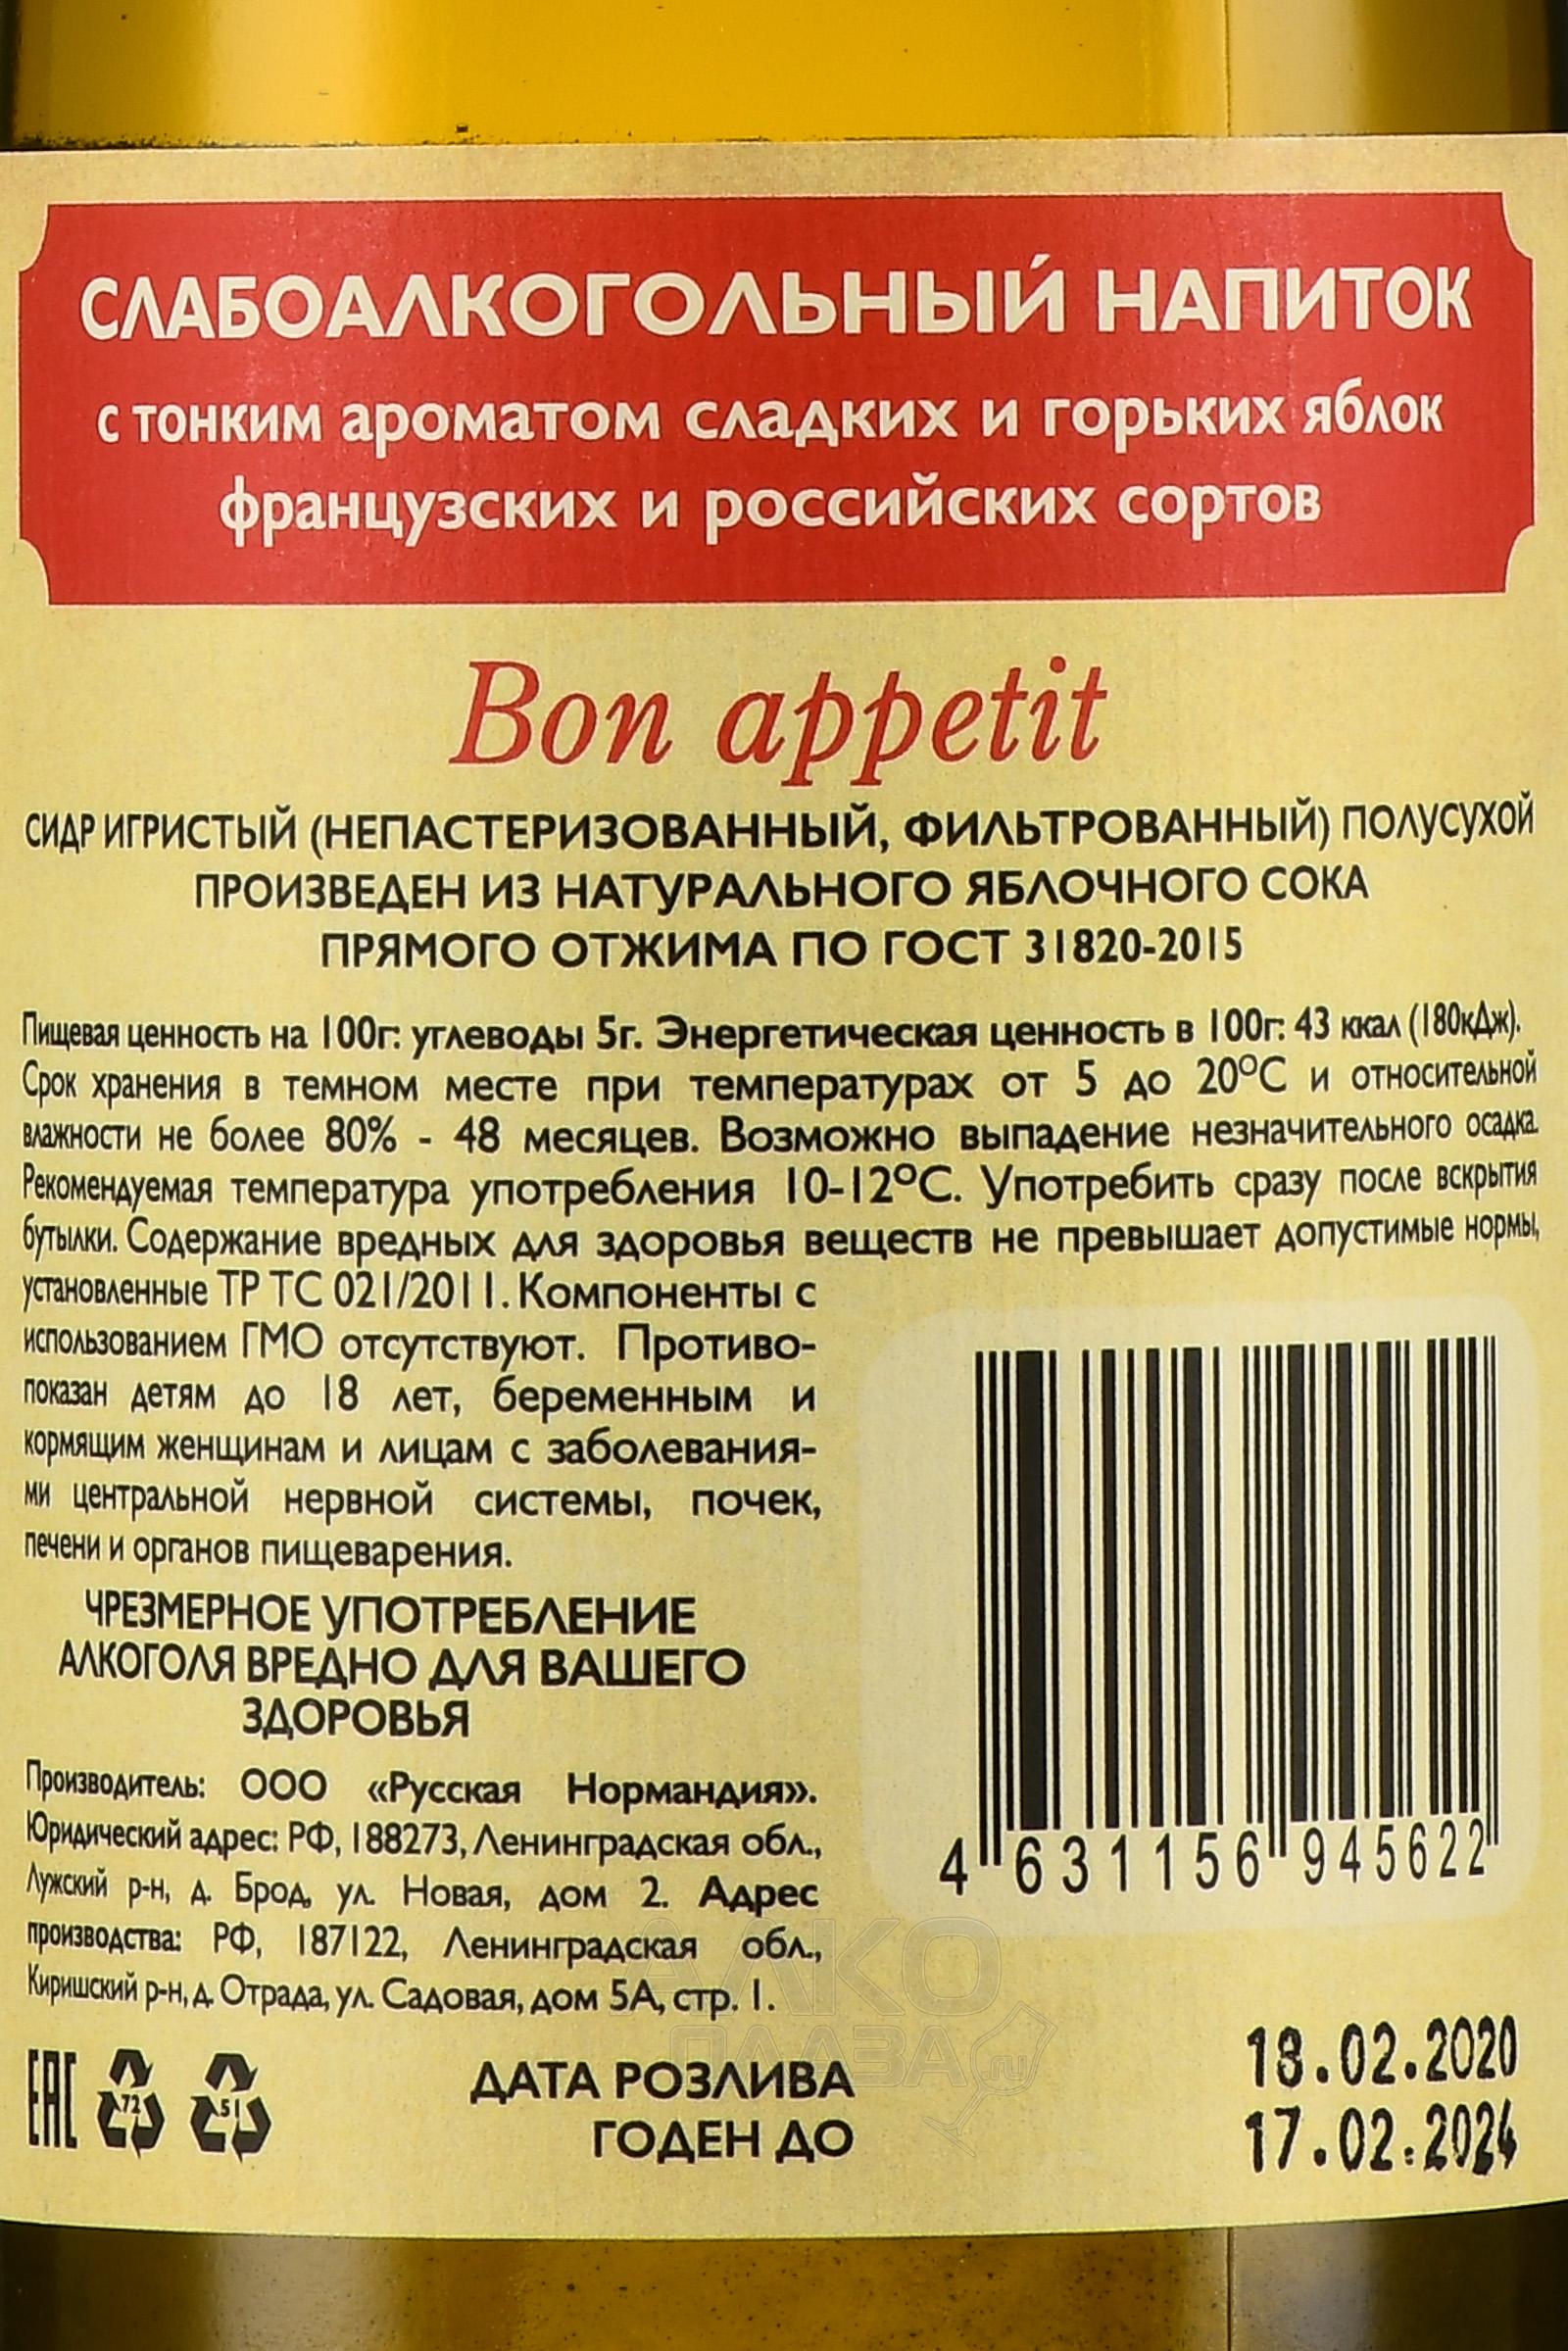 СЛАБОАЛКОГОЛЬНЫЙ НАПИТОК
с тонким ароматом сладких и горьких яблок
французских и российских сортов
Bon appetit
СИДР ИГРИСТЫЙ (НЕПАСТЕРИЗОВАННЫЙ, ФИЛЬТРОВАННЫЙ) ПОЛУСУХОЙ
ПРОИЗВЕДЕН ИЗ НАТУРАЛЬНОГО ЯБЛОЧНОГО СОКА
ПРЯМОГО ОТЖИМА ПО ГОСТ 31820-2015
Пищевая ценность на 100г: углеводы 5г. Энергетическая ценность в 100г: 43 ккал (180кДж).
Срок хранения в темном месте при температурах от 5 до 20°С и относительной
влажности не более 80% - 48 месяцев. Возможно выпадение незначительного осадка.
Рекомендуемая температура употребления 10-12°С. Употребить сразу после вскрытия
бутылки. Содержание вредных для здоровья веществ не превышает допустимые нормы,
установленные ТР ТС 021/2011. Компоненты с
использованием ГМО отсутствуют. Противо-
показан детям до 18 лет, беременным и
кормящим женщинам и лицам с заболевания-
ми центральной нервной системы, почек,
печени и органов пищеварения.
ЧРЕЗМЕРНОЕ УПОТРЕБЛЕНИЕ
АЛКОГОЛЯ ВРЕДНО ДЛЯ ВАШЕГО
ЗДОРОВЬЯ
Производитель: ООО «Русская Нормандия».
Юридический адрес: РФ, 188273, Ленинградская обл.,
Лужский р-н, д. Брод, ул. Новая, дом 2. Адрес
производства: РФ, 187122, Ленинградская обл.,
Киришский р-н, д. Отрада, ул. Садовая, дом 5А, стр. 1.
4 631156 945622
АЛКО
ПЛАЗА.ru
EAC 72 51
ДАТА РОЗЛИВА 18.02.2020
ГОДЕН ДО 17.02.2024